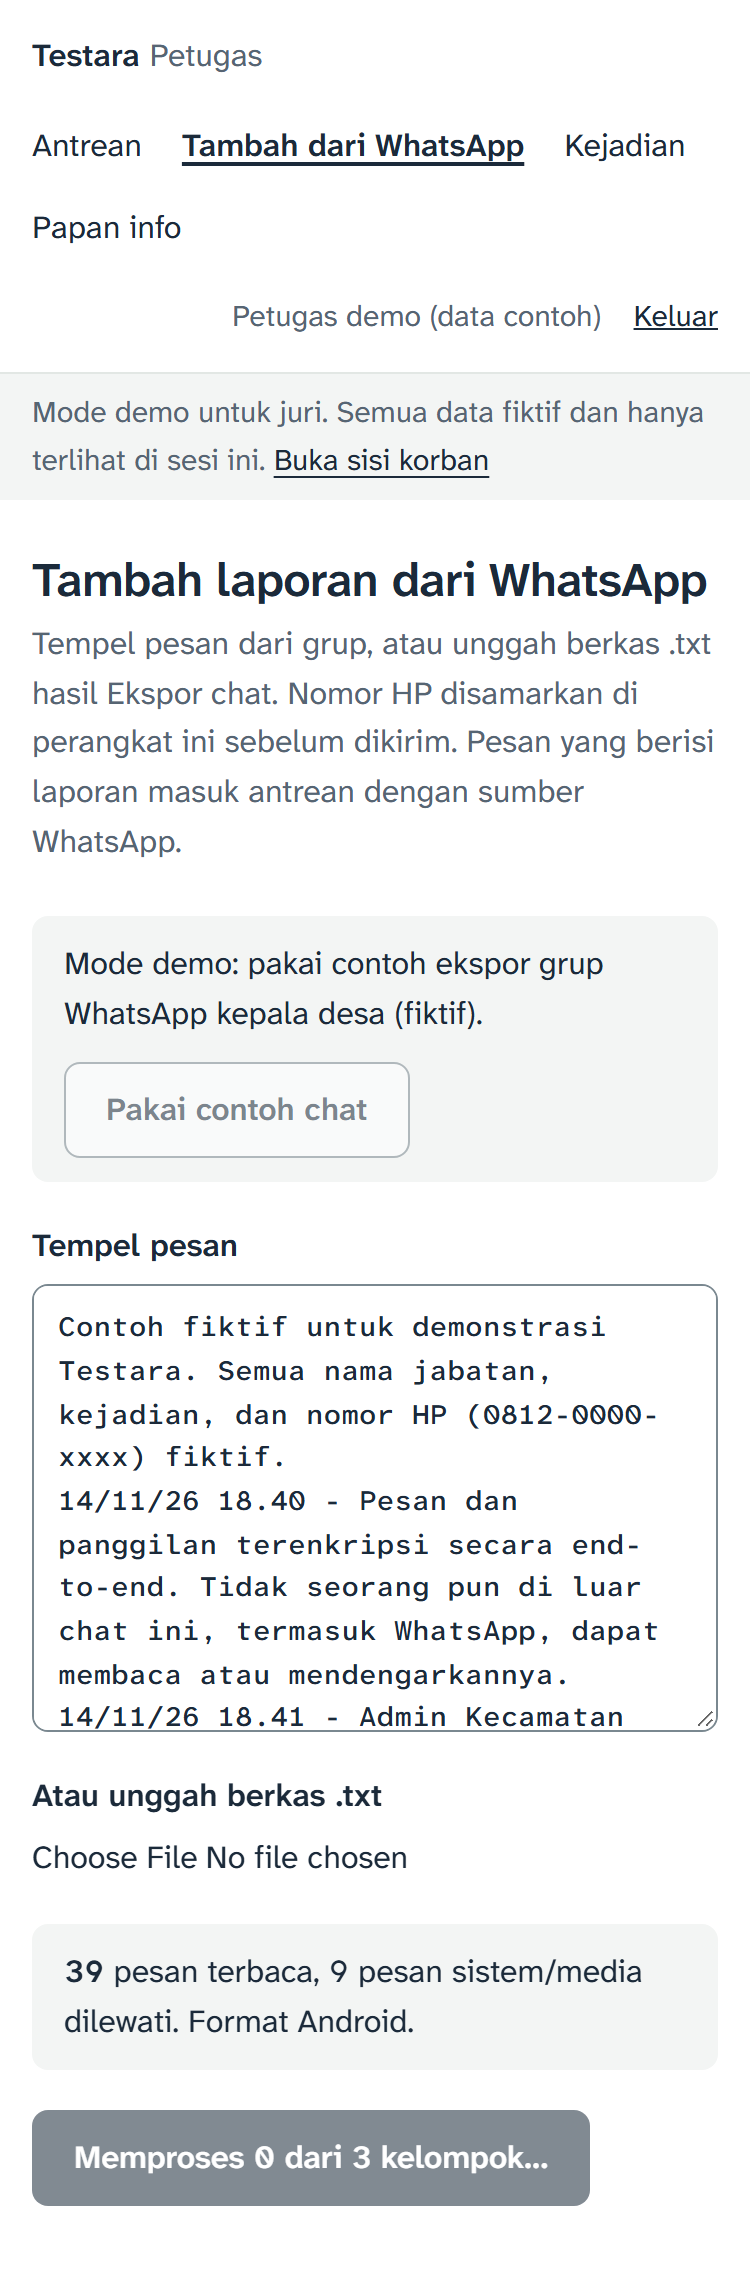 Testara Petugas
Antrean Tambah dari WhatsApp Kejadian
Papan info
Petugas demo (data contoh) Keluar
Mode demo untuk juri. Semua data fiktif dan hanya
terlihat di sesi ini. Buka sisi korban
Tambah laporan dari WhatsApp
Tempel pesan dari grup, atau unggah berkas .txt
hasil Ekspor chat. Nomor HP disamarkan di
perangkat ini sebelum dikirim. Pesan yang berisi
laporan masuk antrean dengan sumber
WhatsApp.
Mode demo: pakai contoh ekspor grup
WhatsApp kepala desa (fiktif).
Pakai contoh chat
Tempel pesan
Contoh fiktif untuk demonstrasi
Testara. Semua nama jabatan,
kejadian, dan nomor HP (0812-0000-
xxxx) fiktif.
14/11/26 18.40 - Pesan dan
panggilan terenkripsi secara end-
to-end. Tidak seorang pun di luar
chat ini, termasuk WhatsApp, dapat
membaca atau mendengarkannya.
14/11/26 18.41 - Admin Kecamatan
Atau unggah berkas .txt
Choose File No file chosen
39 pesan terbaca, 9 pesan sistem/media
dilewati. Format Android.
Memproses 0 dari 3 kelompok...